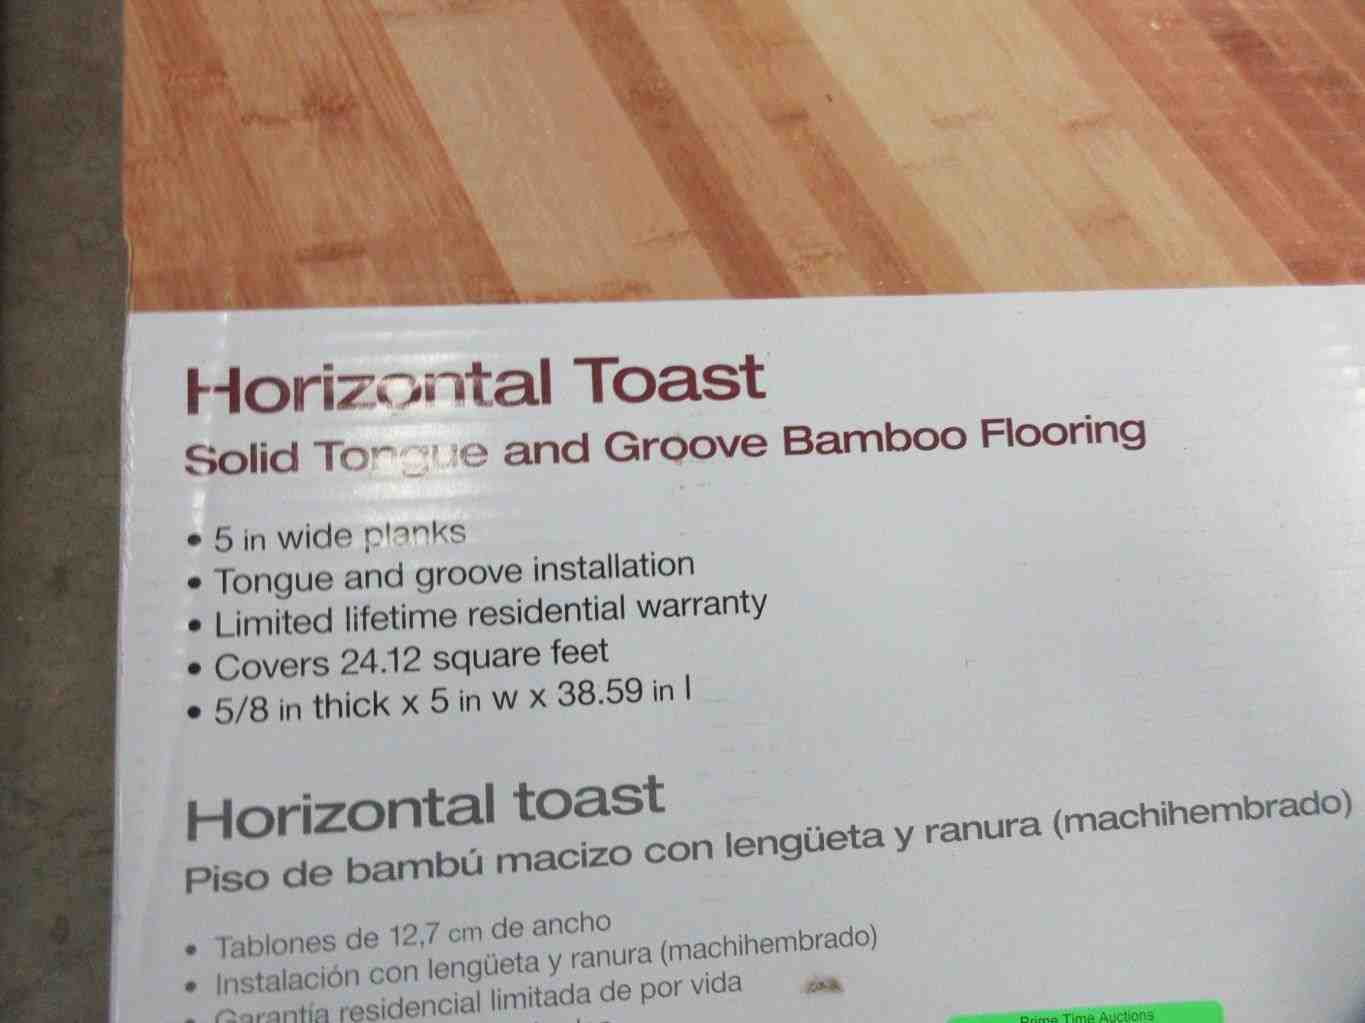 Horizontal Toast
Solid Tongue and Groove Bamboo Flooring
• 5 in wide planks
• Tongue and groove installation
• Limited lifetime residential warranty
• Covers 24.12 square feet
• 5/8 in thick x 5 in w x 38.59 in l
Horizontal toast
Piso de bambú macizo con lengüeta y ranura (machihembrado)
• Tablones de 12,7 cm de ancho
• Instalación con lengüeta y ranura (machihembrado)
• Garantía residencial limitada de por vida
Prime Time Auctions